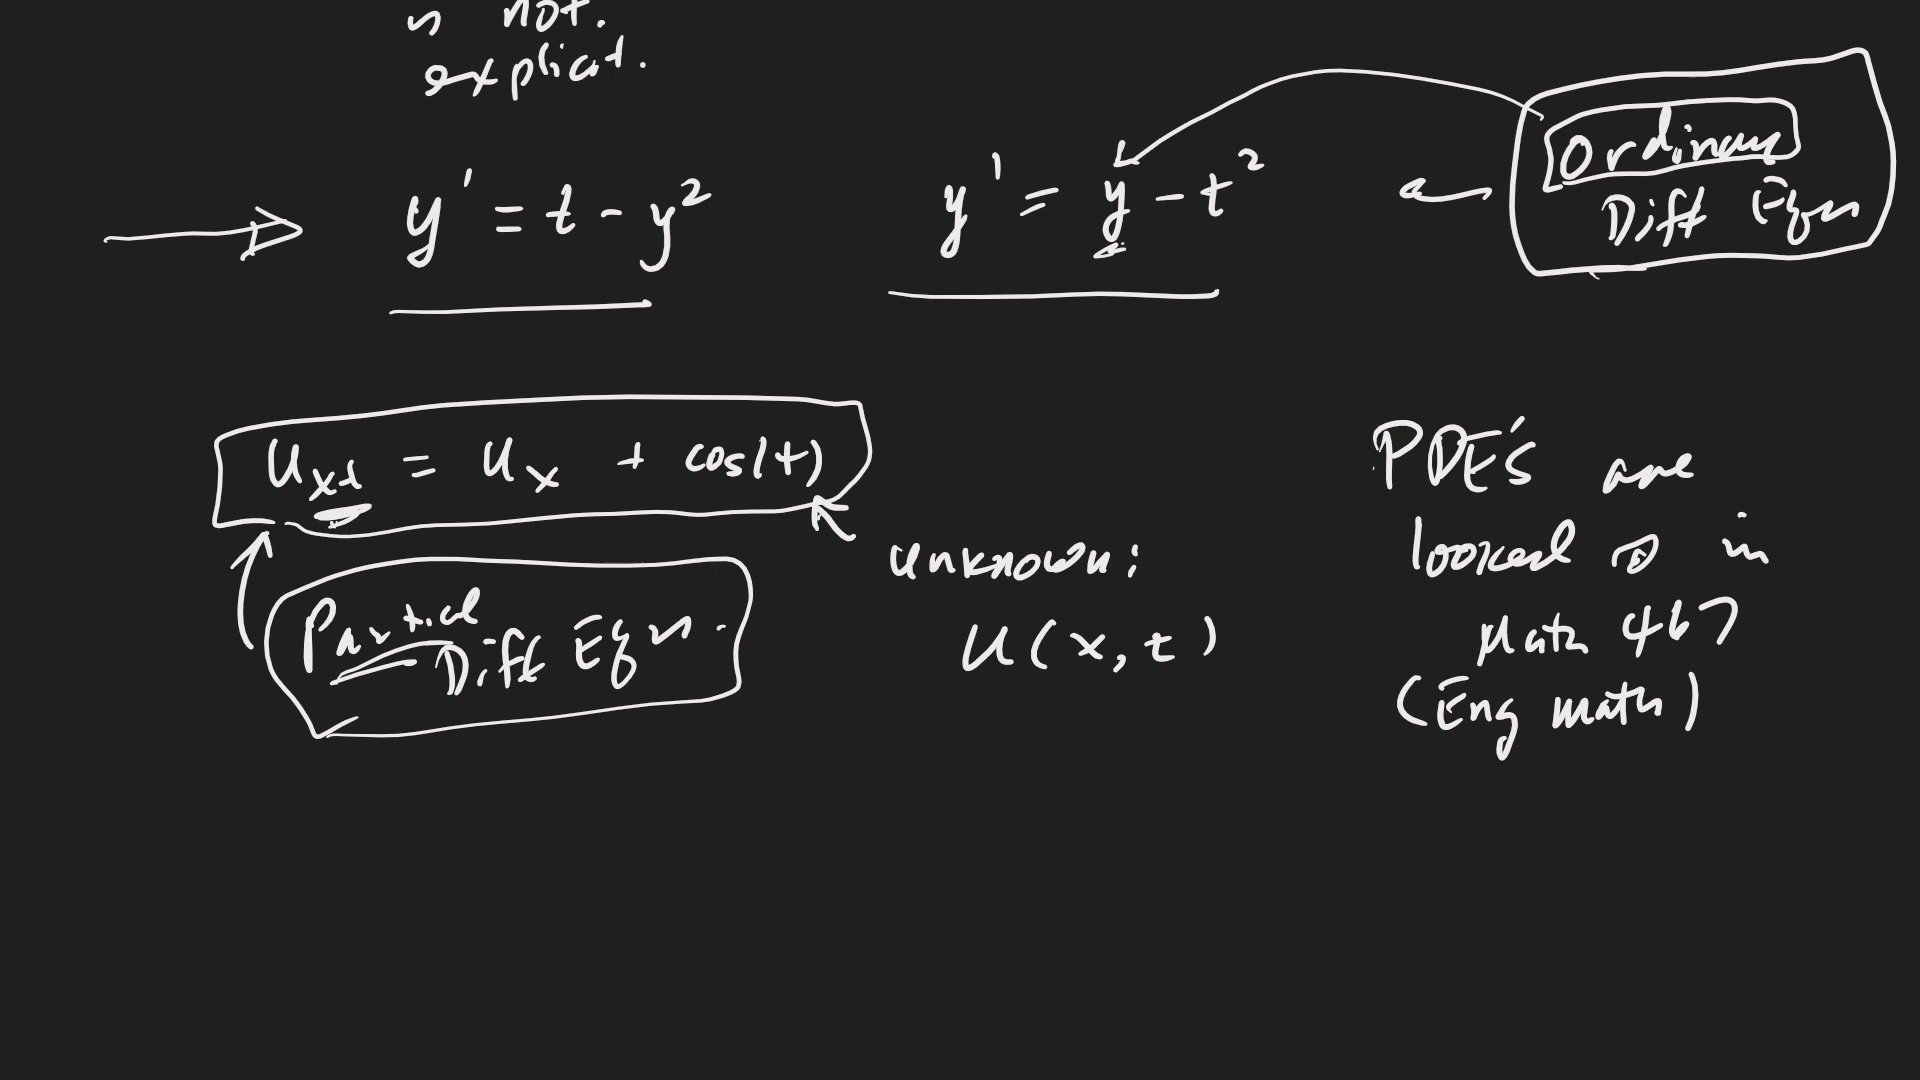 not.
explicit.
y' = t - y²
y' = y - t²
Ordinary
Diff Eqn
U_xt = U_x + cos(t)
Partial
Diff Eqn.
unknown:
U(x,t)
PDE's are
looked @ in
Math 467
(Eng math)